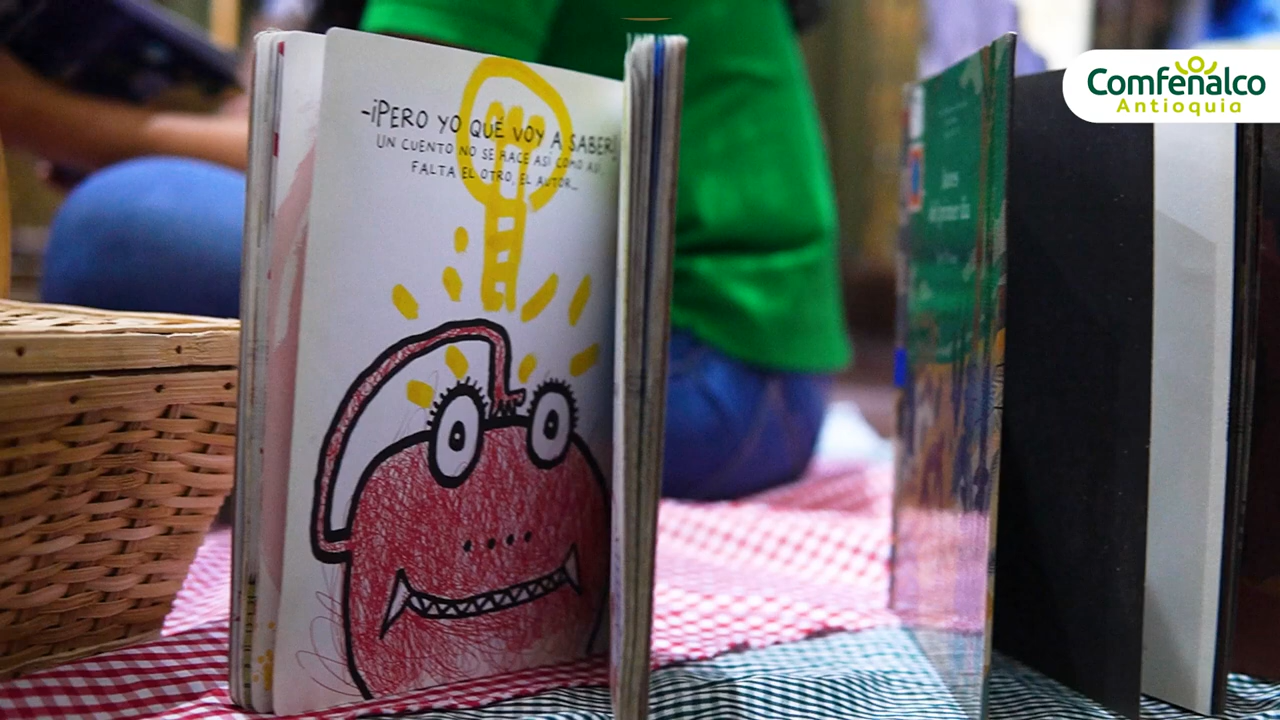 -¡PERO YO QUÉ VOY A SABER!
UN CUENTO NO SE HACE ASÍ COMO ASÍ,
FALTA EL OTRO, EL AUTOR...
Comfenalco
Antioquia